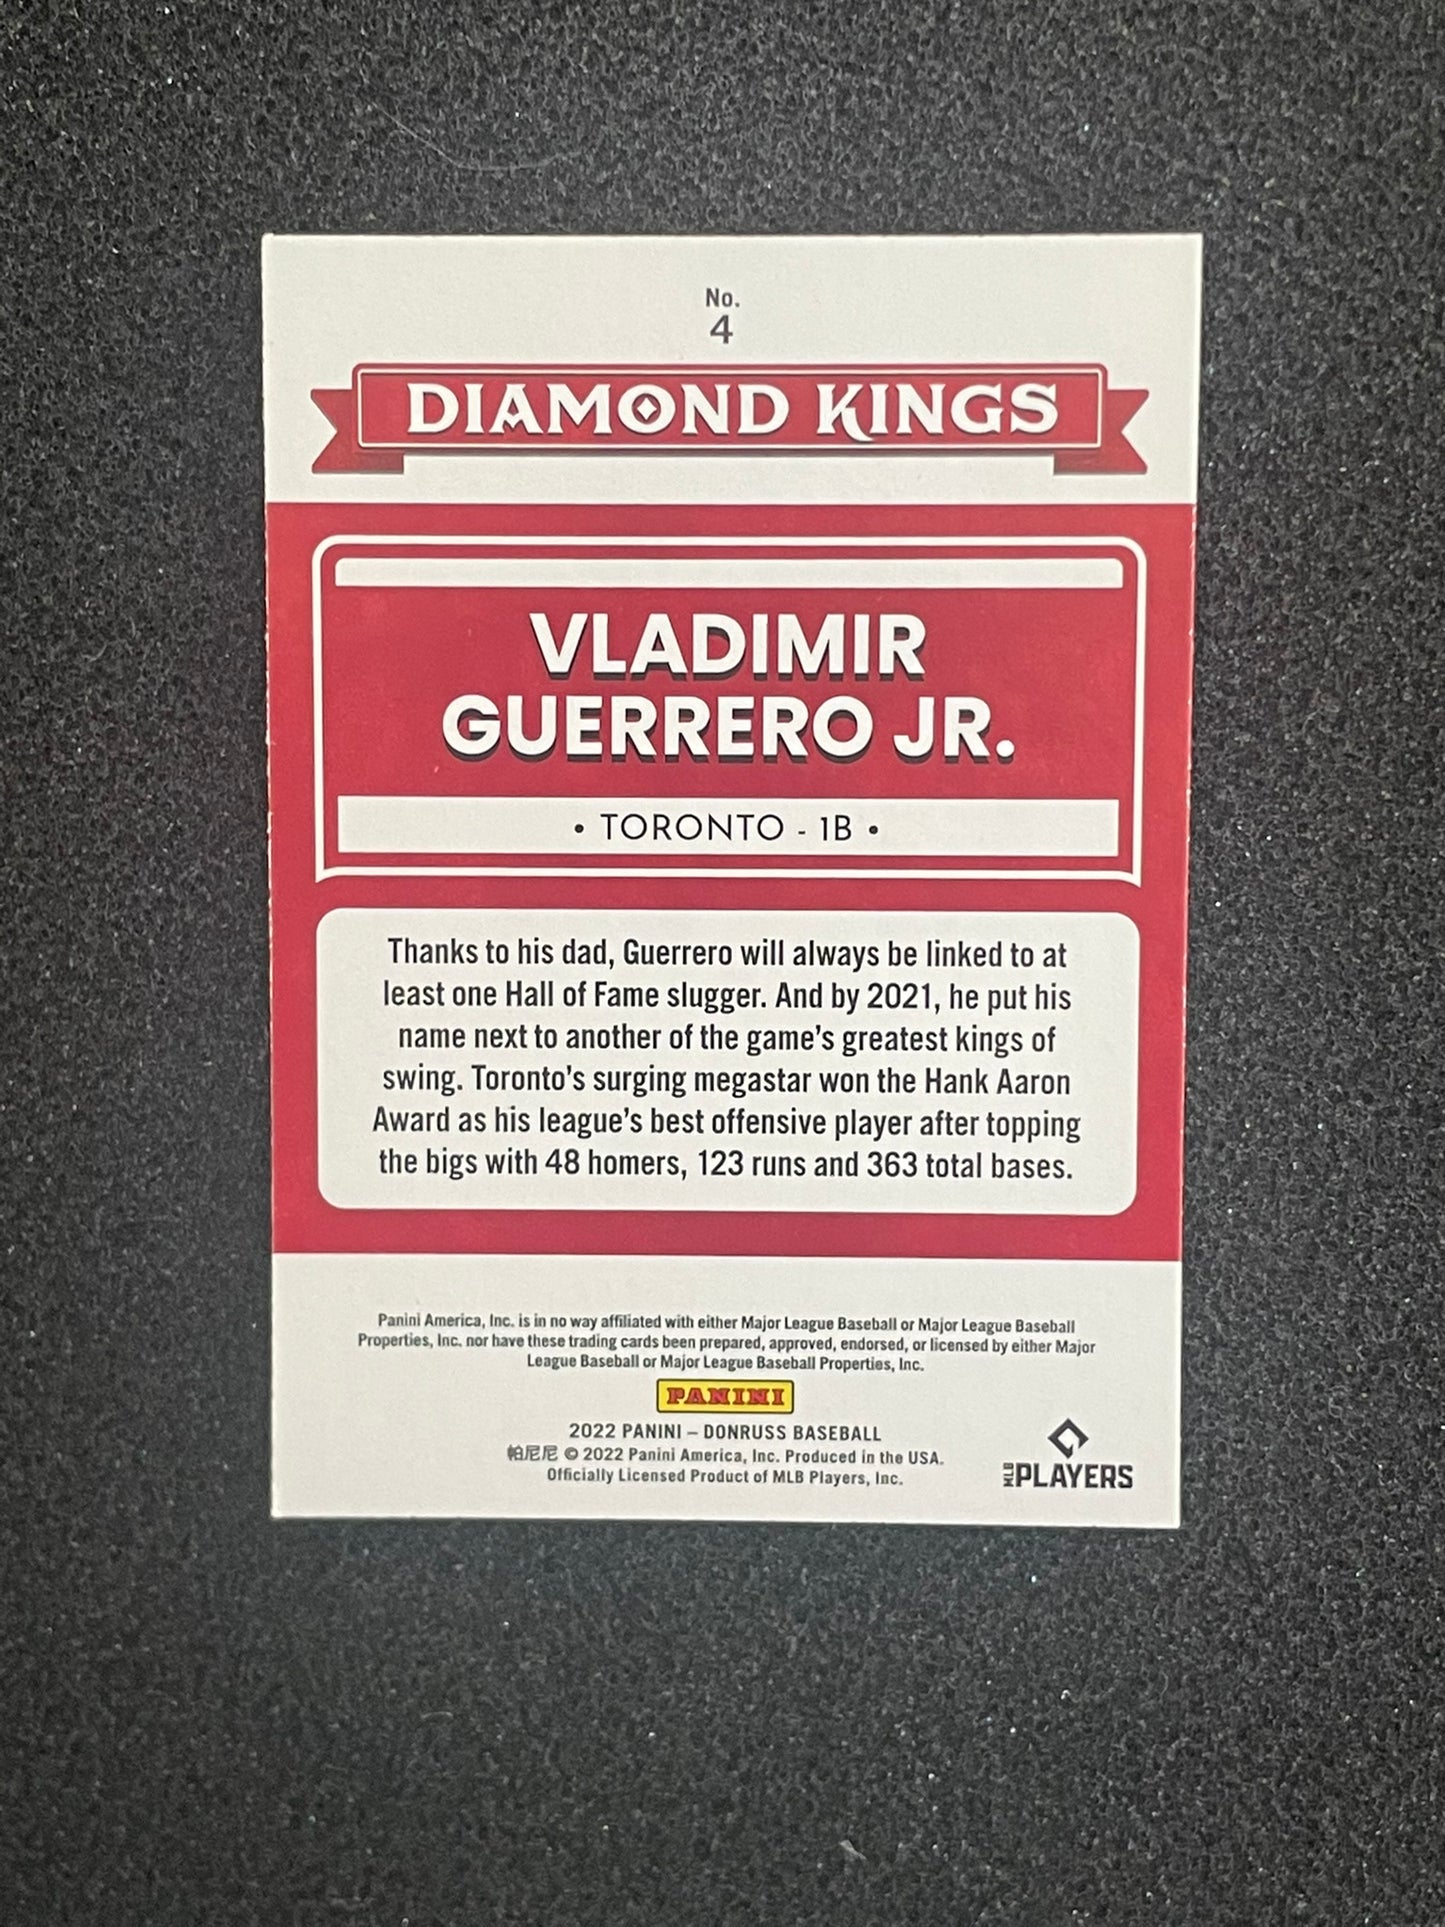 No.
4
DIAMOND KINGS
VLADIMIR
GUERRERO JR.
• TORONTO - 1B •
Thanks to his dad, Guerrero will always be linked to at
least one Hall of Fame slugger. And by 2021, he put his
name next to another of the game's greatest kings of
swing. Toronto's surging megastar won the Hank Aaron
Award as his league's best offensive player after topping
the bigs with 48 homers, 123 runs and 363 total bases.
Panini America, Inc. is in no way affiliated with either Major League Baseball or Major League Baseball
Properties, Inc. nor have these trading cards been prepared, approved, endorsed, or licensed by either Major
League Baseball or Major League Baseball Properties, Inc.
PANINI
2022 PANINI – DONRUSS BASEBALL
帕尼尼 © 2022 Panini America, Inc. Produced in the USA.
Officially Licensed Product of MLB Players, Inc.
MLB PLAYERS